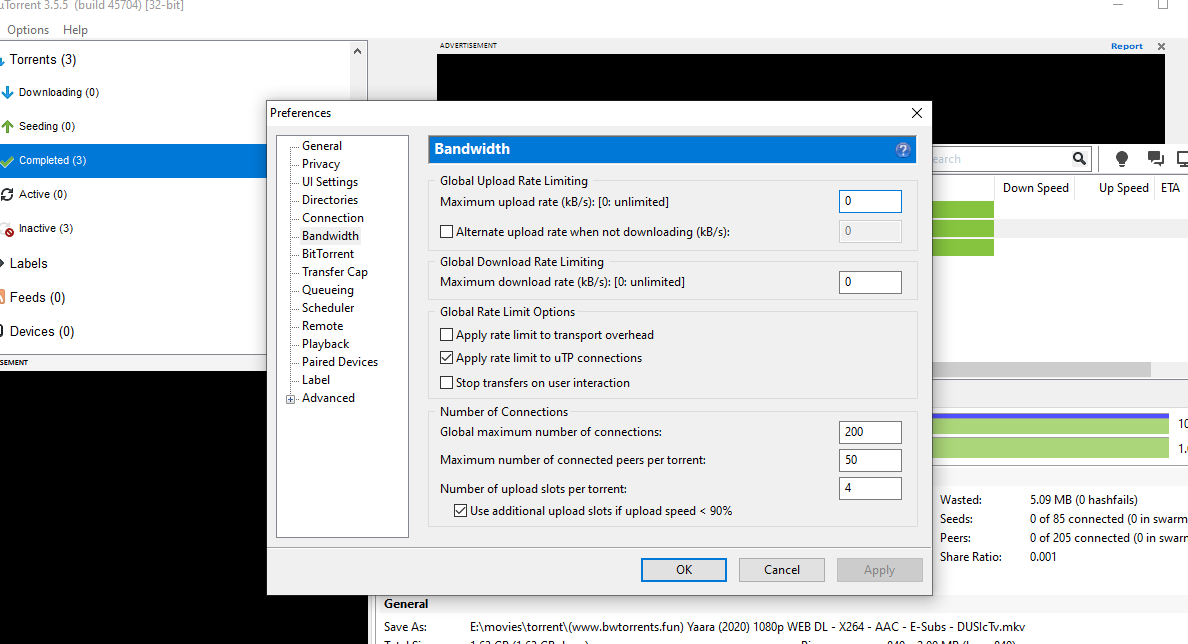 uTorrent 3.5.5 (build 45704) [32-bit]
Options Help
Torrents (3)
Downloading (0)
Seeding (0)
Completed (3)
Active (0)
Inactive (3)
Labels
Feeds (0)
Devices (0)
SEMENT
ADVERTISEMENT
Report
Preferences
General
Privacy
UI Settings
Directories
Connection
Bandwidth
BitTorrent
Transfer Cap
Queueing
Scheduler
Remote
Playback
Paired Devices
Label
Advanced
Bandwidth
Global Upload Rate Limiting
Maximum upload rate (kB/s): [0: unlimited] 0
Alternate upload rate when not downloading (kB/s): 0
Global Download Rate Limiting
Maximum download rate (kB/s): [0: unlimited] 0
Global Rate Limit Options
Apply rate limit to transport overhead
Apply rate limit to uTP connections
Stop transfers on user interaction
Number of Connections
Global maximum number of connections: 200
Maximum number of connected peers per torrent: 50
Number of upload slots per torrent: 4
Use additional upload slots if upload speed < 90%
OK Cancel Apply
earch
Down Speed Up Speed ETA
10
1.0
Wasted: 5.09 MB (0 hashfails)
Seeds: 0 of 85 connected (0 in swarm
Peers: 0 of 205 connected (0 in swarm
Share Ratio: 0.001
General
Save As: E:\movies\torrent\(www.bwtorrents.fun) Yaara (2020) 1080p WEB DL - X264 - AAC - E-Subs - DUSIcTv.mkv